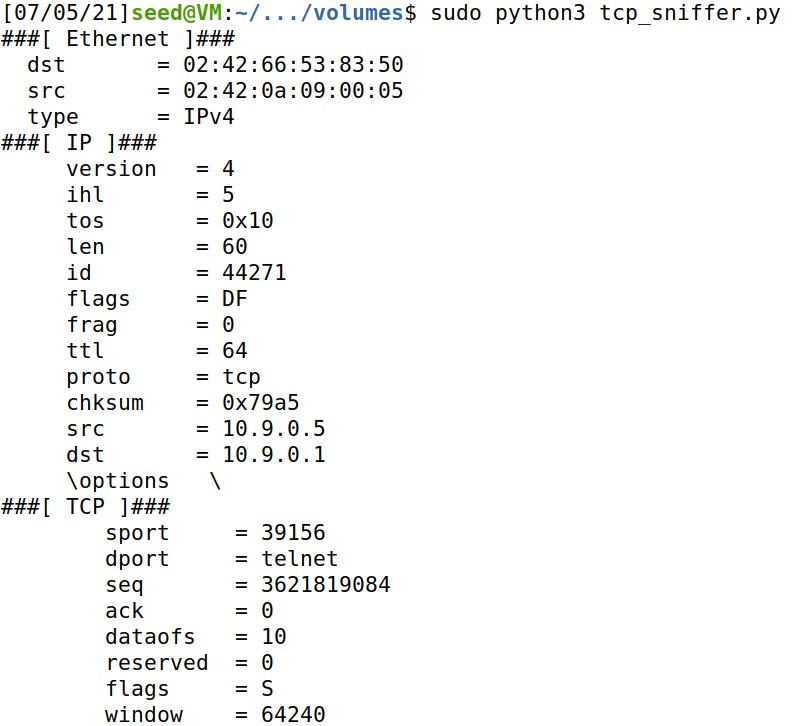 [07/05/21]seed@VM:~/.../volumes$ sudo python3 tcp_sniffer.py
###[ Ethernet ]###
  dst       = 02:42:66:53:83:50
  src       = 02:42:0a:09:00:05
  type      = IPv4
###[ IP ]###
     version   = 4
     ihl       = 5
     tos       = 0x10
     len       = 60
     id        = 44271
     flags     = DF
     frag      = 0
     ttl       = 64
     proto     = tcp
     chksum    = 0x79a5
     src       = 10.9.0.5
     dst       = 10.9.0.1
     \options   \
###[ TCP ]###
        sport     = 39156
        dport     = telnet
        seq       = 3621819084
        ack       = 0
        dataofs   = 10
        reserved  = 0
        flags     = S
        window    = 64240